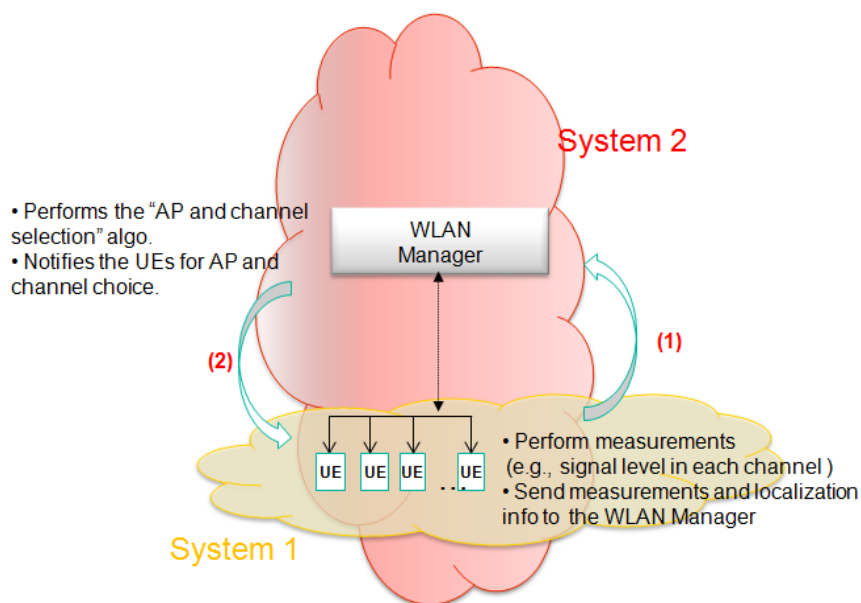 System 2
• Performs the “AP and channel
selection” algo.
• Notifies the UEs for AP and
channel choice.
WLAN
Manager
(2)
(1)
UE
UE
UE
...
UE
• Perform measurements
(e.g., signal level in each channel )
• Send measurements and localization
info to the WLAN Manager
System 1